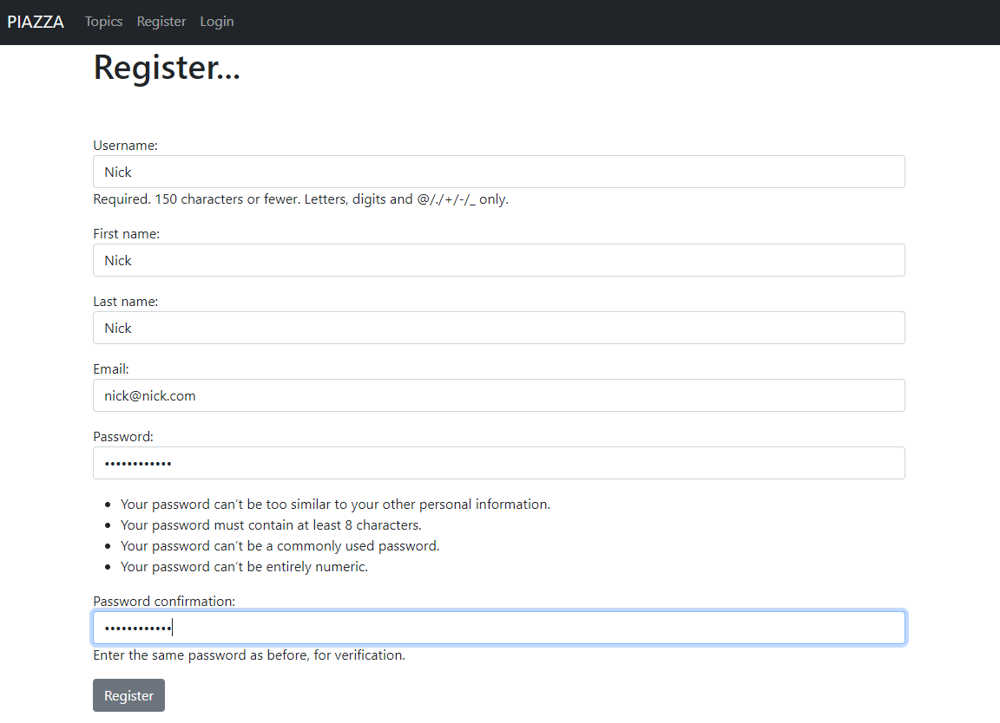 PIAZZA Topics Register Login
Register...
Username:
Nick
Required. 150 characters or fewer. Letters, digits and @/./+/-/_ only.
First name:
Nick
Last name:
Nick
Email:
nick@nick.com
Password:
••••••••••••
• Your password can’t be too similar to your other personal information.
• Your password must contain at least 8 characters.
• Your password can’t be a commonly used password.
• Your password can’t be entirely numeric.
Password confirmation:
••••••••••••
Enter the same password as before, for verification.
Register